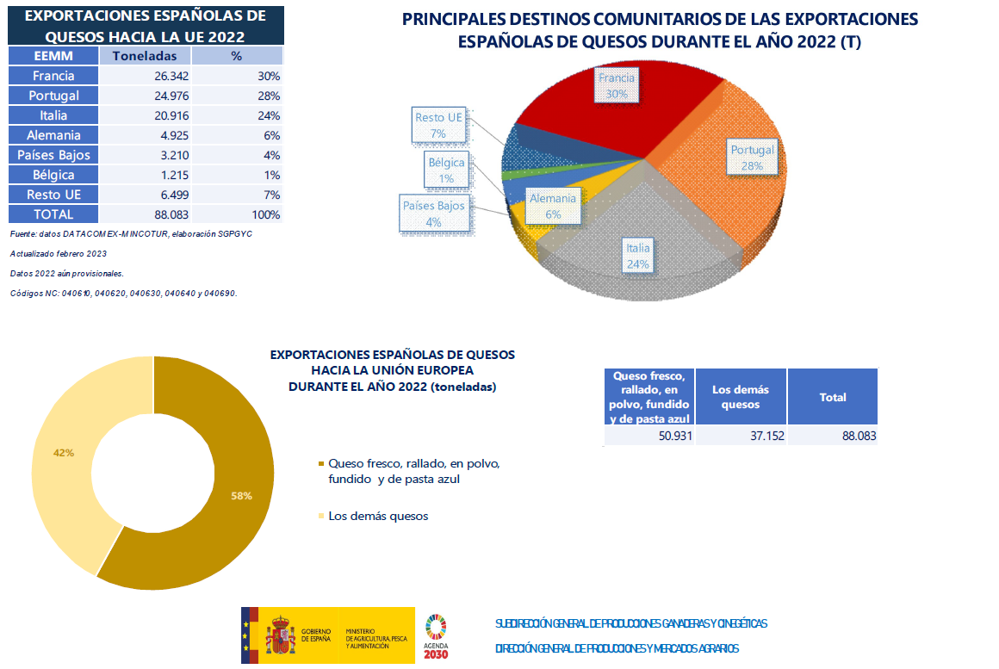 EXPORTACIONES ESPAÑOLAS DE
QUESOS HACIA LA UE 2022
EEMM Toneladas %
Francia 26.342 30%
Portugal 24.976 28%
Italia 20.916 24%
Alemania 4.925 6%
Países Bajos 3.210 4%
Bélgica 1.215 1%
Resto UE 6.499 7%
TOTAL 88.083 100%
Fuente: datos DATACOMEX-MINCOTUR, elaboración SGPGYC
Actualizado febrero 2023
Datos 2022 aún provisionales.
Códigos NC: 040610, 040620, 040630, 040640 y 040690.
PRINCIPALES DESTINOS COMUNITARIOS DE LAS EXPORTACIONES
ESPAÑOLAS DE QUESOS DURANTE EL AÑO 2022 (T)
Francia
30%
Resto UE
7%
Portugal
28%
Bélgica
1%
Alemania
6%
Países Bajos
4%
Italia
24%
EXPORTACIONES ESPAÑOLAS DE QUESOS
HACIA LA UNIÓN EUROPEA
DURANTE EL AÑO 2022 (toneladas)
42%
58%
Queso fresco, rallado, en polvo,
fundido y de pasta azul
Los demás quesos
Queso fresco,
rallado, en
polvo, fundido
y de pasta azul
Los demás
quesos
Total
50.931 37.152 88.083
GOBIERNO
DE ESPAÑA
MINISTERIO
DE AGRICULTURA, PESCA
Y ALIMENTACIÓN
AGENDA
2030
SUBDIRECCIÓN GENERAL DE PRODUCCIONES GANADERAS Y CINEGÉTICAS
DIRECCIÓN GENERAL DE PRODUCCIONES Y MERCADOS AGRARIOS